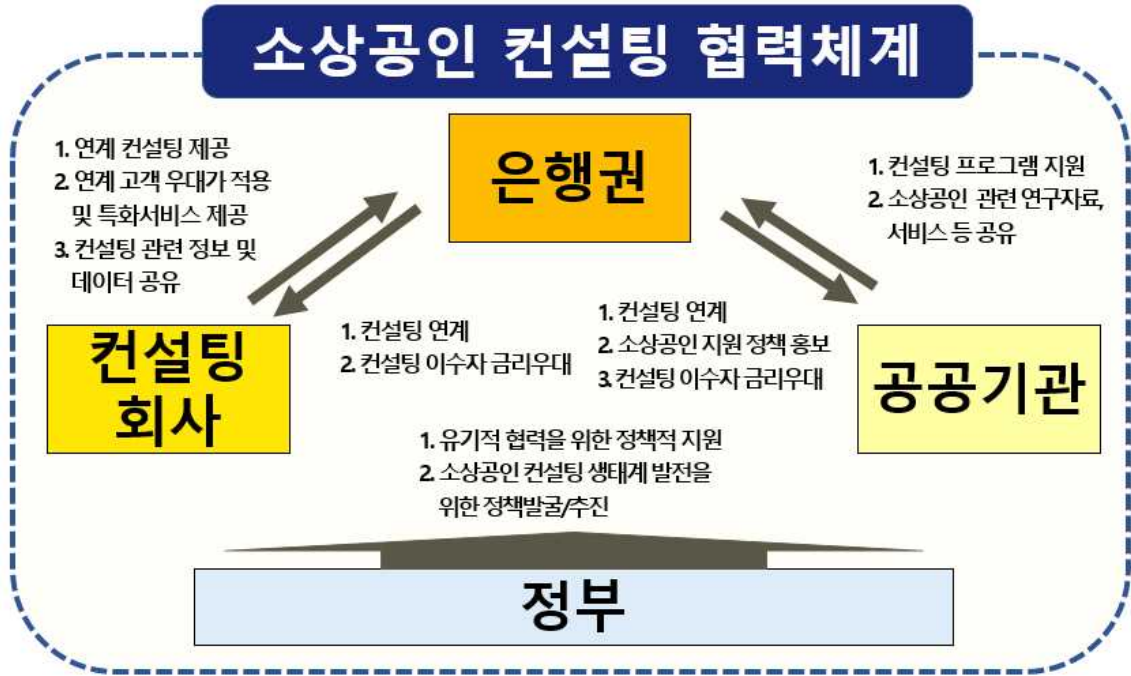 소상공인 컨설팅 협력체계
은행권
1. 연계 컨설팅 제공
2. 연계 고객 우대가 적용
및 특화서비스 제공
3. 컨설팅 관련 정보 및
데이터 공유
1. 컨설팅 프로그램 지원
2. 소상공인 관련 연구자료,
서비스 등 공유
컨설팅
회사
1. 컨설팅 연계
2. 컨설팅 이수자 금리우대
1. 컨설팅 연계
2. 소상공인 지원 정책 홍보
3. 컨설팅 이수자 금리우대
공공기관
1. 유기적 협력을 위한 정책적 지원
2. 소상공인 컨설팅 생태계 발전을
위한 정책발굴/추진
정부